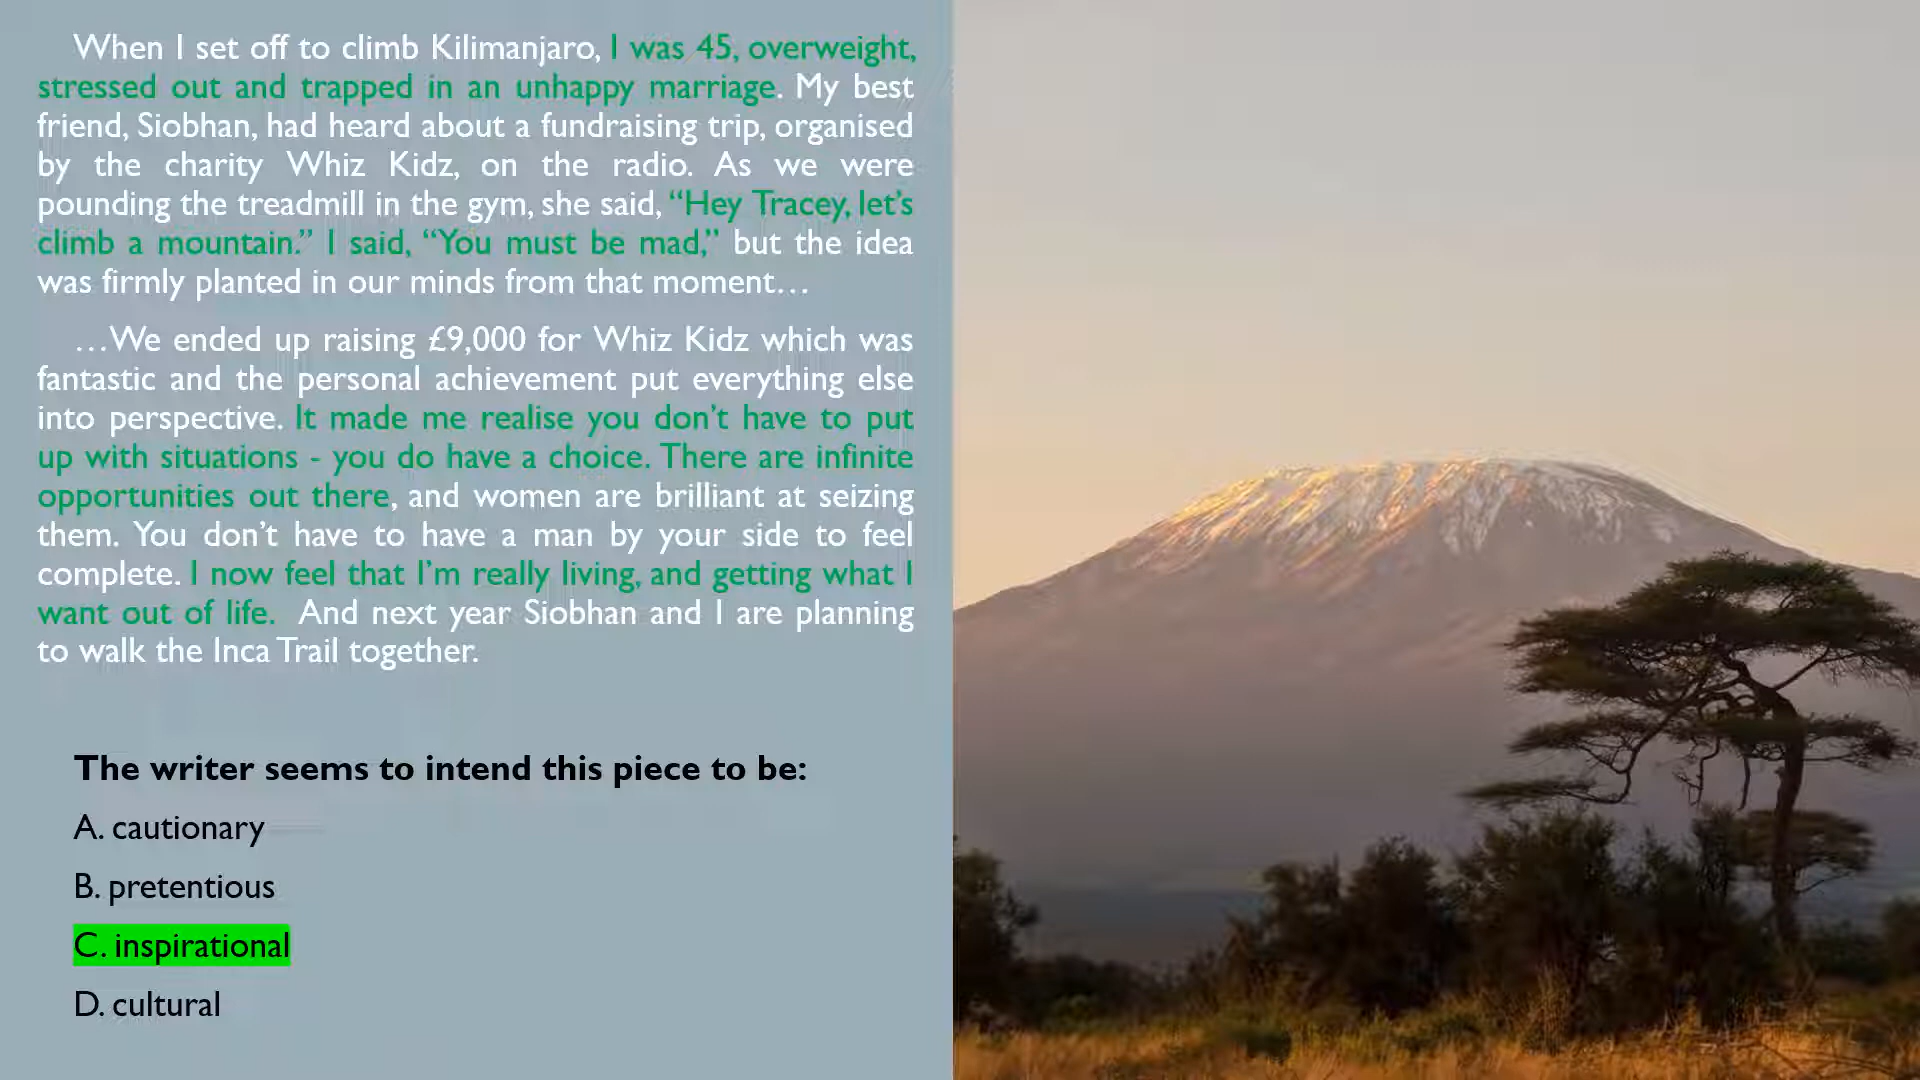 When I set off to climb Kilimanjaro, I was 45, overweight,
stressed out and trapped in an unhappy marriage. My best
friend, Siobhan, had heard about a fundraising trip, organised
by the charity Whiz Kidz, on the radio. As we were
pounding the treadmill in the gym, she said, “Hey Tracey, let’s
climb a mountain.” I said, “You must be mad,” but the idea
was firmly planted in our minds from that moment…
…We ended up raising £9,000 for Whiz Kidz which was
fantastic and the personal achievement put everything else
into perspective. It made me realise you don’t have to put
up with situations - you do have a choice. There are infinite
opportunities out there, and women are brilliant at seizing
them. You don’t have to have a man by your side to feel
complete. I now feel that I’m really living, and getting what I
want out of life. And next year Siobhan and I are planning
to walk the Inca Trail together.
The writer seems to intend this piece to be:
A. cautionary
B. pretentious
C. inspirational
D. cultural